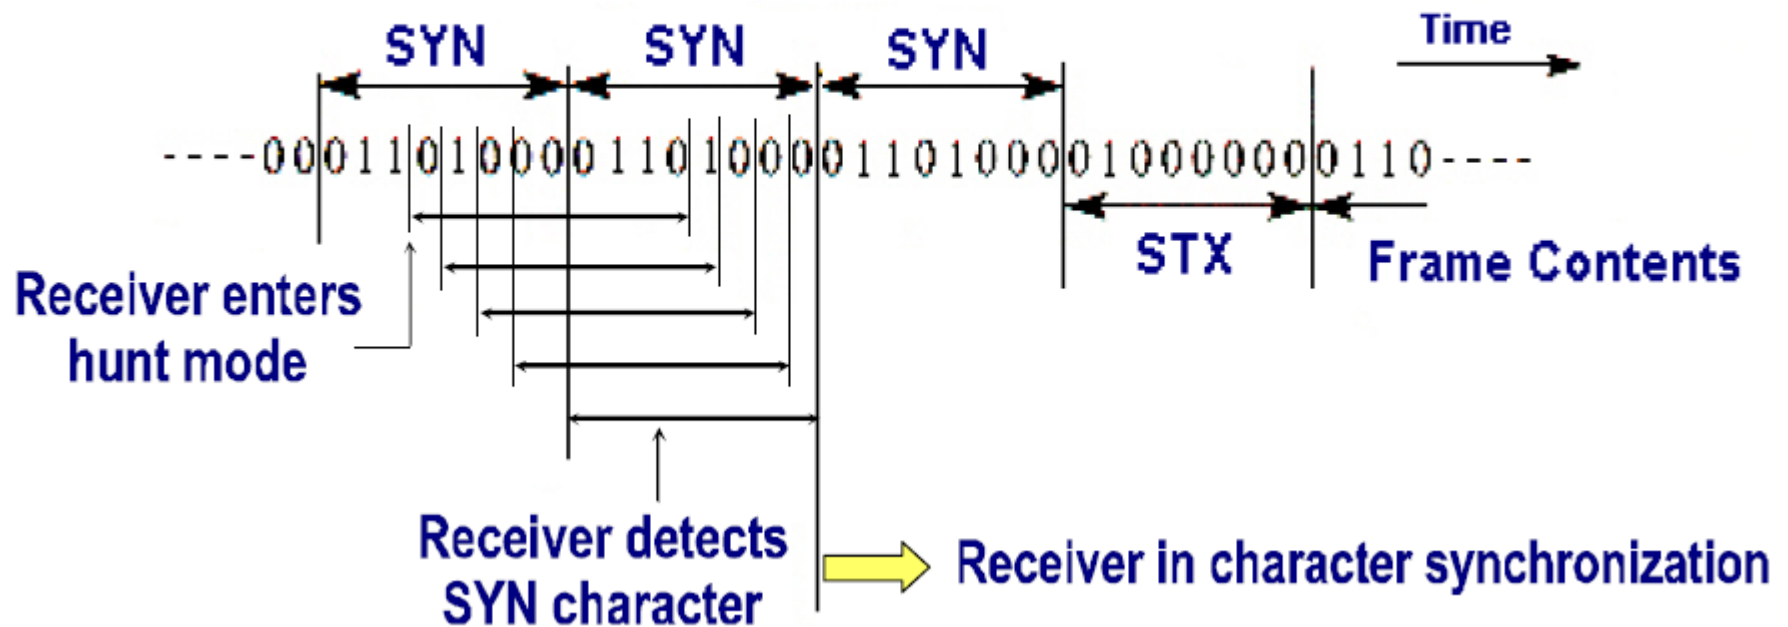 SYN SYN SYN Time
----00011010000110100001101000010000000110----
STX
Frame Contents
Receiver enters
hunt mode
Receiver detects
SYN character
Receiver in character synchronization